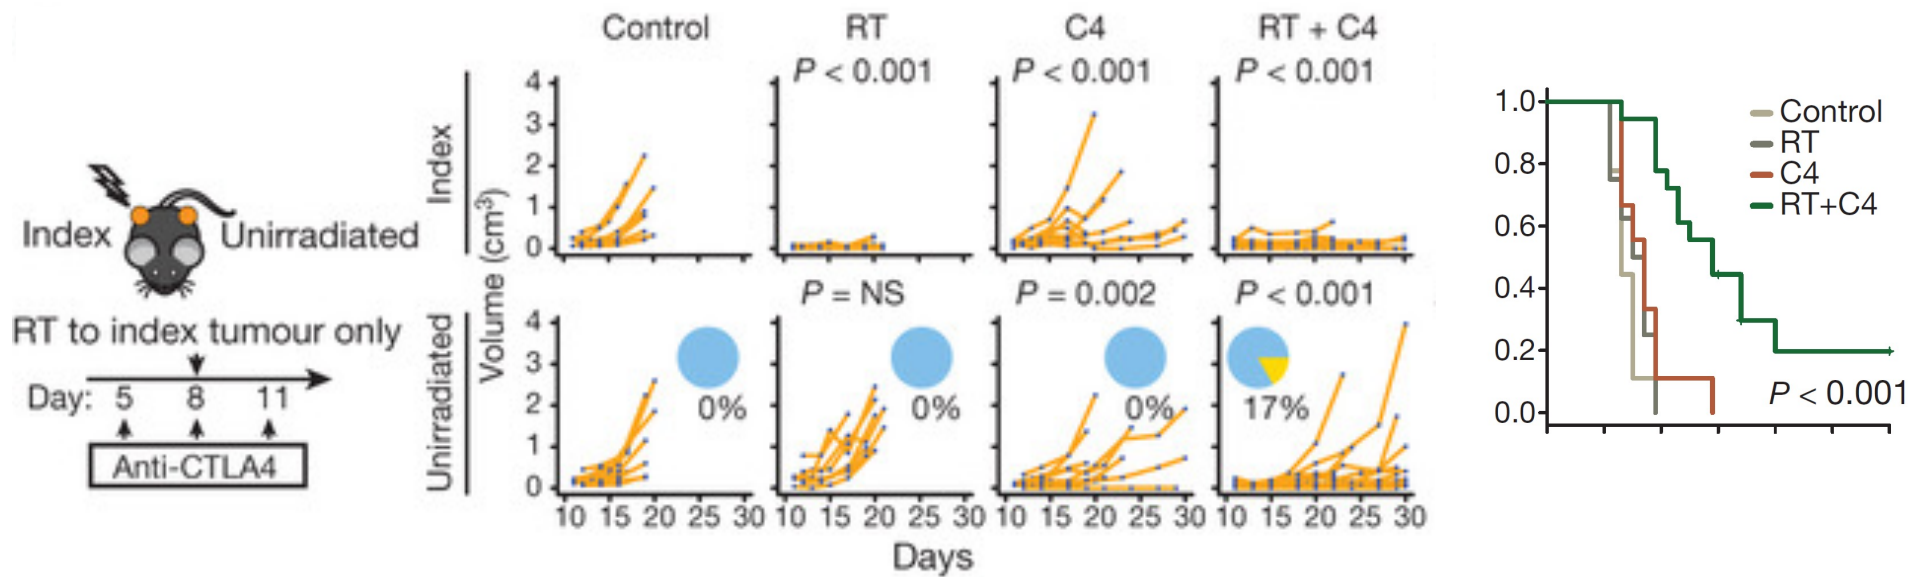 Index
Unirradiated
RT to index tumour only
Day: 5 8 11
Anti-CTLA4
Control
RT
C4
RT + C4
P < 0.001
P < 0.001
P < 0.001
Index
4
3
2
1
0
Volume (cm³)
P = NS
P = 0.002
P < 0.001
Unirradiated
4
3
2
1
0
0%
0%
0%
17%
10 15 20 25 30
10 15 20 25 30
10 15 20 25 30
10 15 20 25 30
Days
1.0
0.8
0.6
0.4
0.2
0.0
Control
RT
C4
RT+C4
P < 0.001